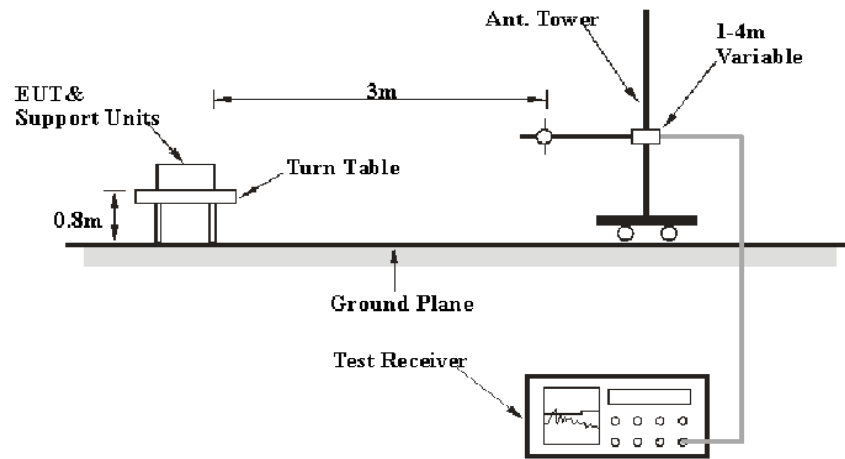 Ant. Tower
1-4m
Variable
3m
EUT&
Support Units
Turn Table
0.8m
Ground Plane
Test Receiver